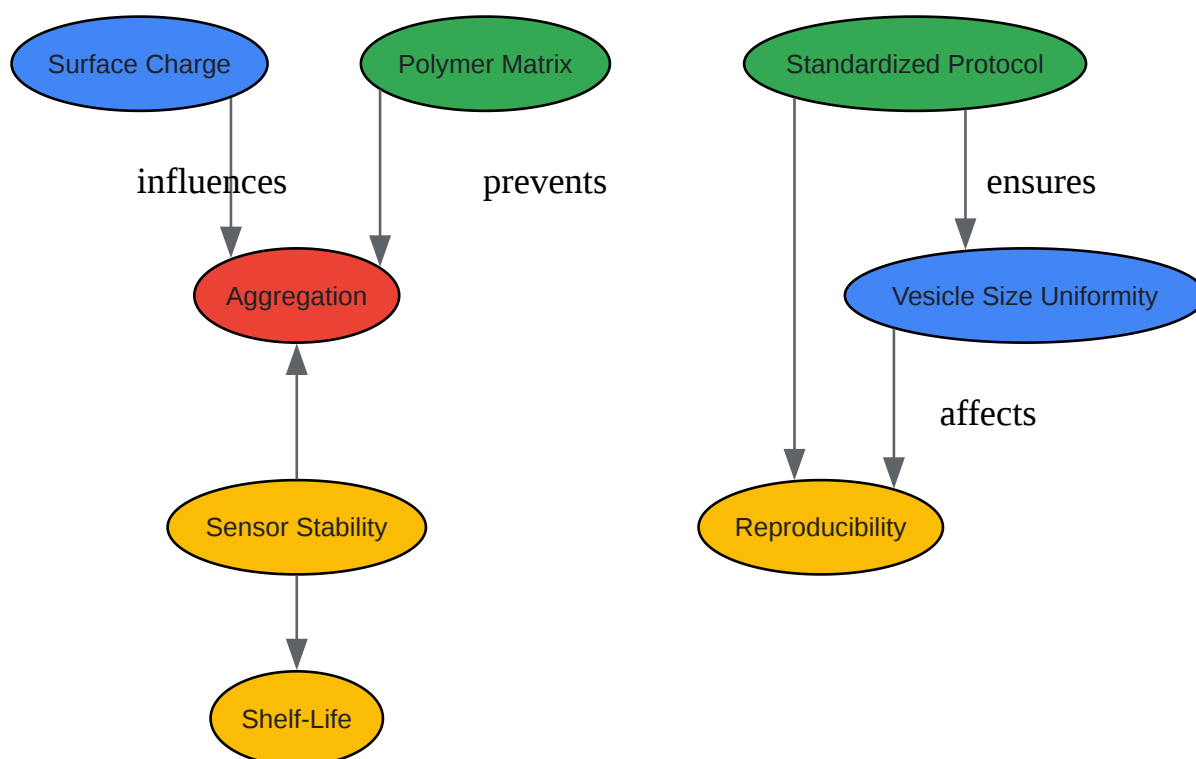 Surface Charge
Polymer Matrix
Standardized Protocol
influences
prevents
ensures
Aggregation
Vesicle Size Uniformity
affects
Sensor Stability
Reproducibility
Shelf-Life